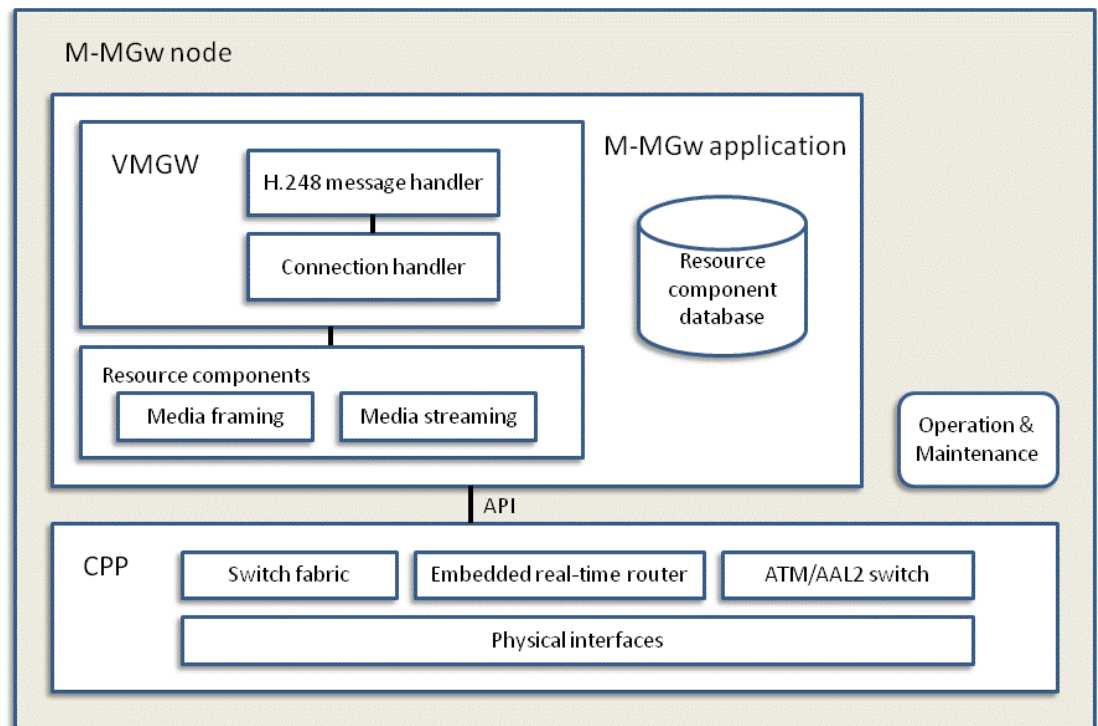 M-MGw node
M-MGw application
VMGW
H.248 message handler
Connection handler
Resource
component
database
Resource components
Media framing
Media streaming
Operation &
Maintenance
API
CPP
Switch fabric
Embedded real-time router
ATM/AAL2 switch
Physical interfaces